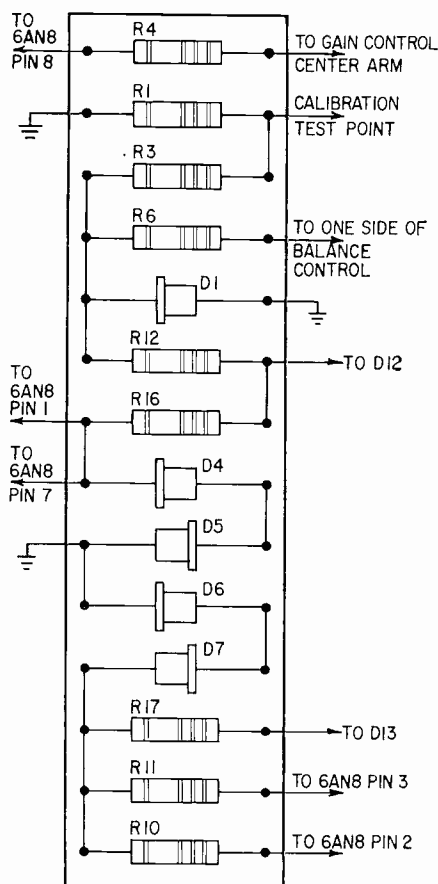 TO
6AN8
PIN 8
R4
TO GAIN CONTROL
CENTER ARM
R1
CALIBRATION
TEST POINT
R3
R6
TO ONE SIDE OF
BALANCE
CONTROL
D1
R12
TO D12
TO
6AN8
PIN 1
R16
TO
6AN8
PIN 7
D4
D5
D6
D7
R17
TO D13
R11
TO 6AN8 PIN 3
R10
TO 6AN8 PIN 2